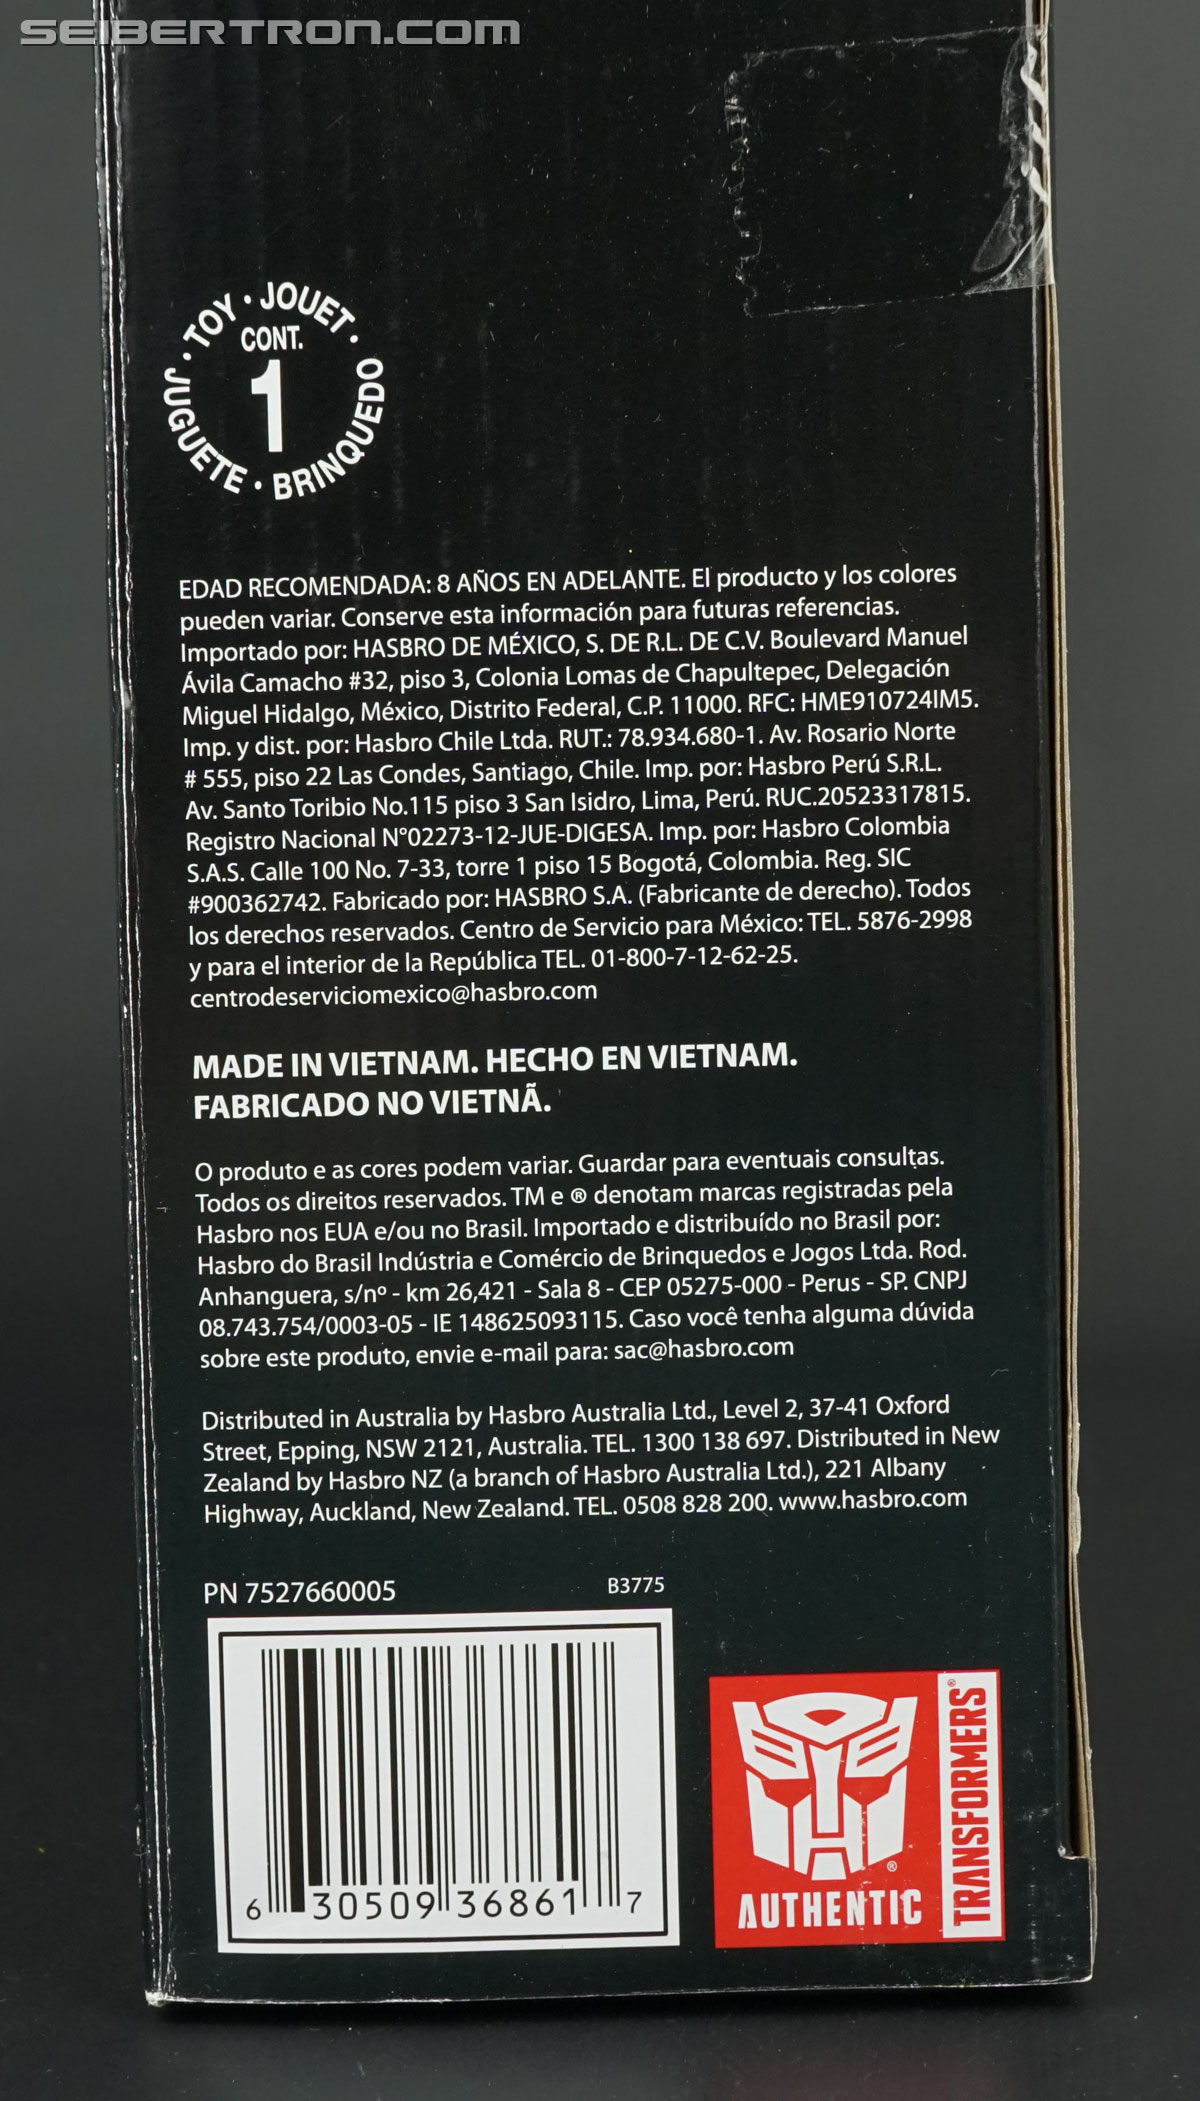 SEIBERTRON.COM
TOY · JOUET · BRINQUEDO · JUGUETE ·
CONT.
1
EDAD RECOMENDADA: 8 AÑOS EN ADELANTE. El producto y los colores
pueden variar. Conserve esta información para futuras referencias.
Importado por: HASBRO DE MÉXICO, S. DE R.L. DE C.V. Boulevard Manuel
Ávila Camacho #32, piso 3, Colonia Lomas de Chapultepec, Delegación
Miguel Hidalgo, México, Distrito Federal, C.P. 11000. RFC: HME910724IM5.
Imp. y dist. por: Hasbro Chile Ltda. RUT.: 78.934.680-1. Av. Rosario Norte
# 555, piso 22 Las Condes, Santiago, Chile. Imp. por: Hasbro Perú S.R.L.
Av. Santo Toribio No.115 piso 3 San Isidro, Lima, Perú. RUC.20523317815.
Registro Nacional N°02273-12-JUE-DIGESA. Imp. por: Hasbro Colombia
S.A.S. Calle 100 No. 7-33, torre 1 piso 15 Bogotá, Colombia. Reg. SIC
#900362742. Fabricado por: HASBRO S.A. (Fabricante de derecho). Todos
los derechos reservados. Centro de Servicio para México: TEL. 5876-2998
y para el interior de la República TEL. 01-800-7-12-62-25.
centrodeserviciomexico@hasbro.com
MADE IN VIETNAM. HECHO EN VIETNAM.
FABRICADO NO VIETNÃ.
O produto e as cores podem variar. Guardar para eventuais consultas.
Todos os direitos reservados. TM e ® denotam marcas registradas pela
Hasbro nos EUA e/ou no Brasil. Importado e distribuído no Brasil por:
Hasbro do Brasil Indústria e Comércio de Brinquedos e Jogos Ltda. Rod.
Anhanguera, s/nº - km 26,421 - Sala 8 - CEP 05275-000 - Perus - SP. CNPJ
08.743.754/0003-05 - IE 148625093115. Caso você tenha alguma dúvida
sobre este produto, envie e-mail para: sac@hasbro.com
Distributed in Australia by Hasbro Australia Ltd., Level 2, 37-41 Oxford
Street, Epping, NSW 2121, Australia. TEL. 1300 138 697. Distributed in New
Zealand by Hasbro NZ (a branch of Hasbro Australia Ltd.), 221 Albany
Highway, Auckland, New Zealand. TEL. 0508 828 200. www.hasbro.com
PN 7527660005
B3775
6 30509 36861 7
AUTHENTIC
®
TRANSFORMERS®